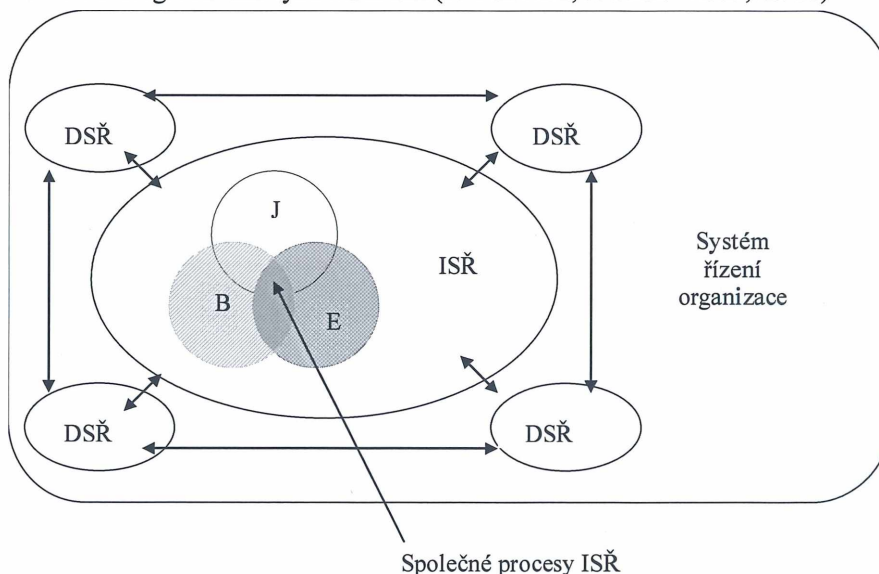 DSŘ
DSŘ
J
Systém
řízení
organizace
ISŘ
B
E
DSŘ
DSŘ
Společné procesy ISŘ